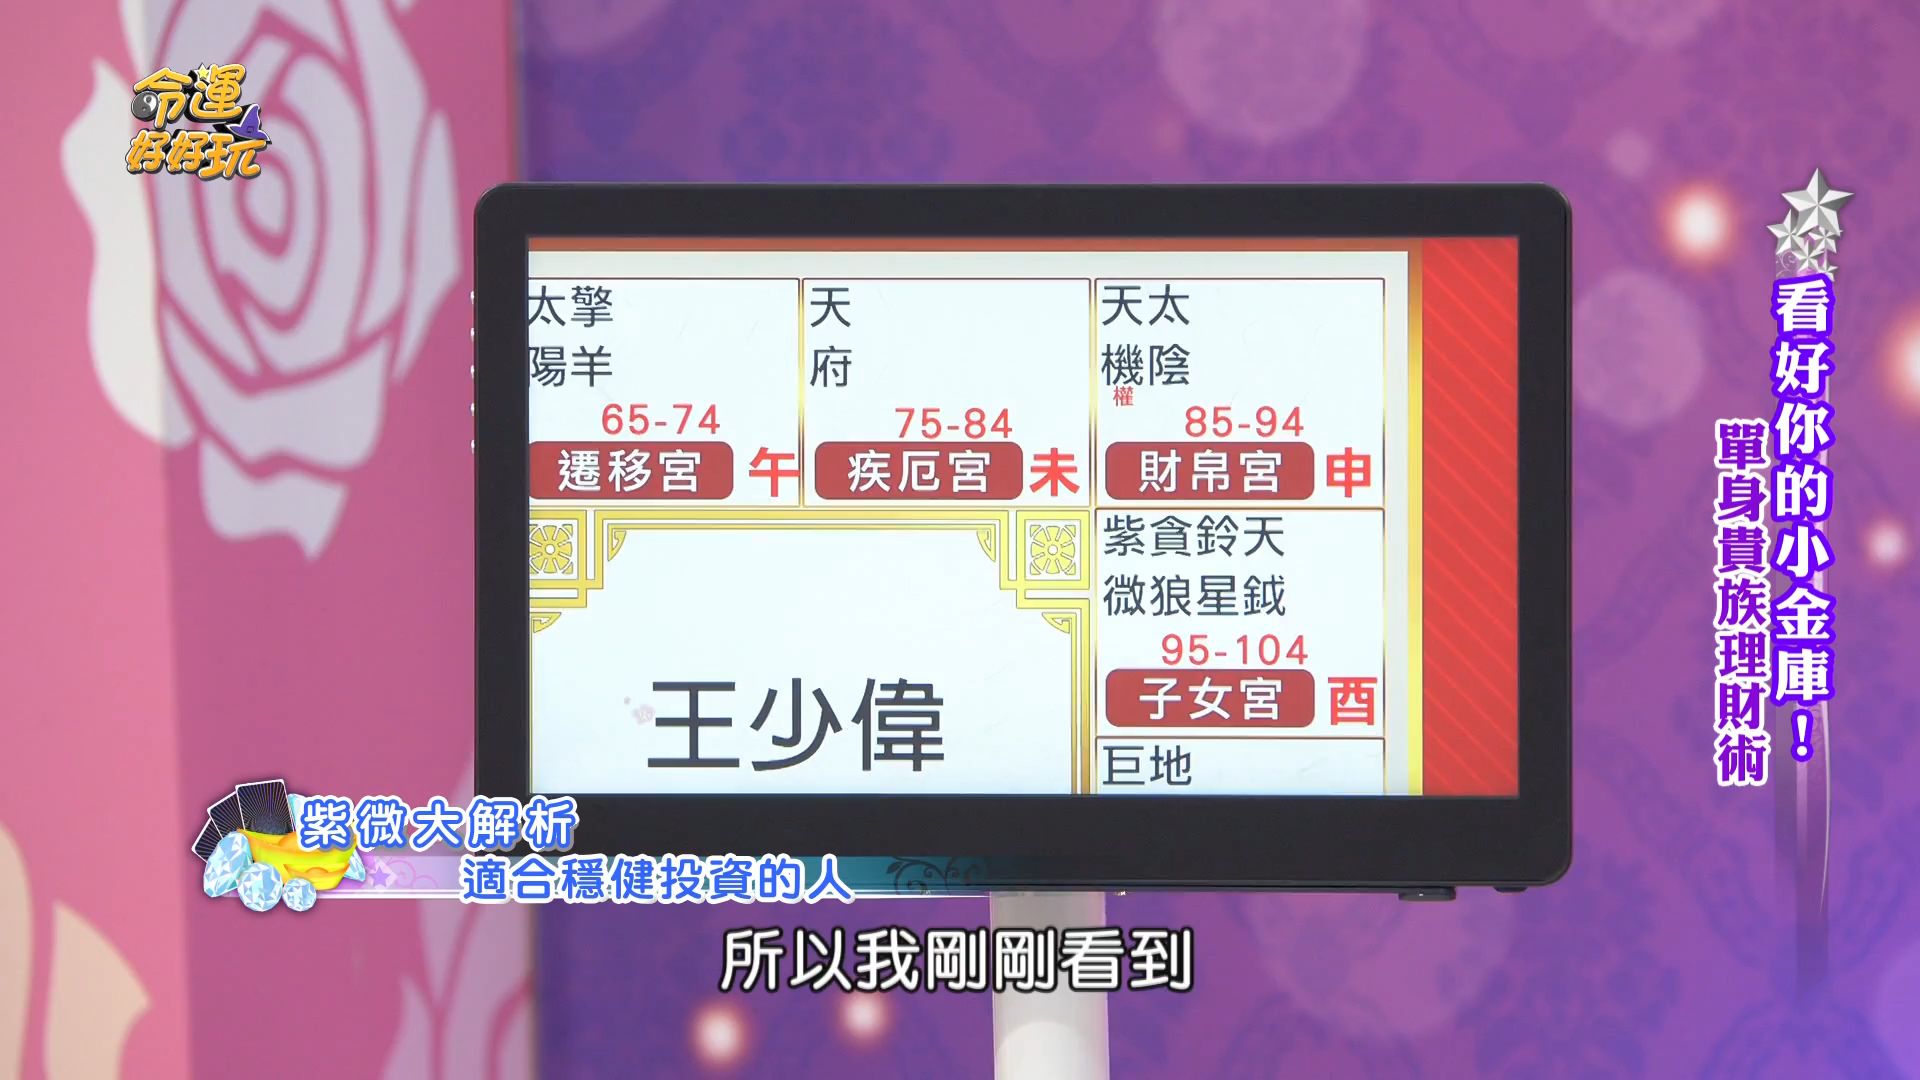 命運
好好玩
看好你的小金庫！
單身貴族理財術
太擎
陽羊
65-74
遷移宮 午
天
府
75-84
疾厄宮 未
天太
機陰
權
85-94
財帛宮 申
紫貪鈴天
微狼星鉞
95-104
子女宮 酉
巨地
王少偉
紫微大解析
適合穩健投資的人
所以我剛剛看到